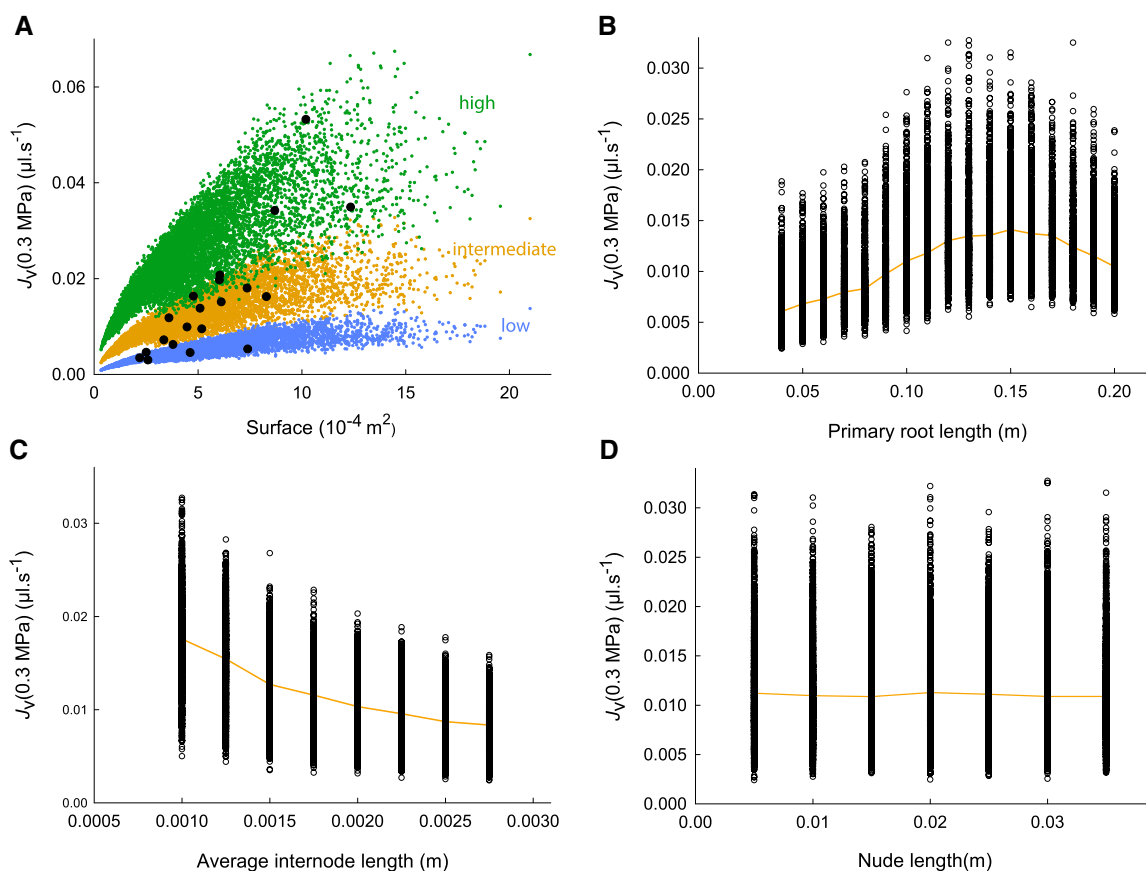 A
Jv(0.3 MPa) (µl.s-1)
0.06
0.04
0.02
0.00
high
intermediate
low
0
5
10
15
20
Surface (10-4 m2)
B
Jv(0.3 MPa) (µl.s-1)
0.030
0.025
0.020
0.015
0.010
0.005
0.000
0.00
0.05
0.10
0.15
0.20
Primary root length (m)
C
Jv(0.3 MPa) (µl.s-1)
0.03
0.02
0.01
0.00
0.0005
0.0010
0.0015
0.0020
0.0025
0.0030
Average internode length (m)
D
Jv(0.3 MPa) (µl.s-1)
0.030
0.025
0.020
0.015
0.010
0.005
0.000
0.00
0.01
0.02
0.03
Nude length(m)